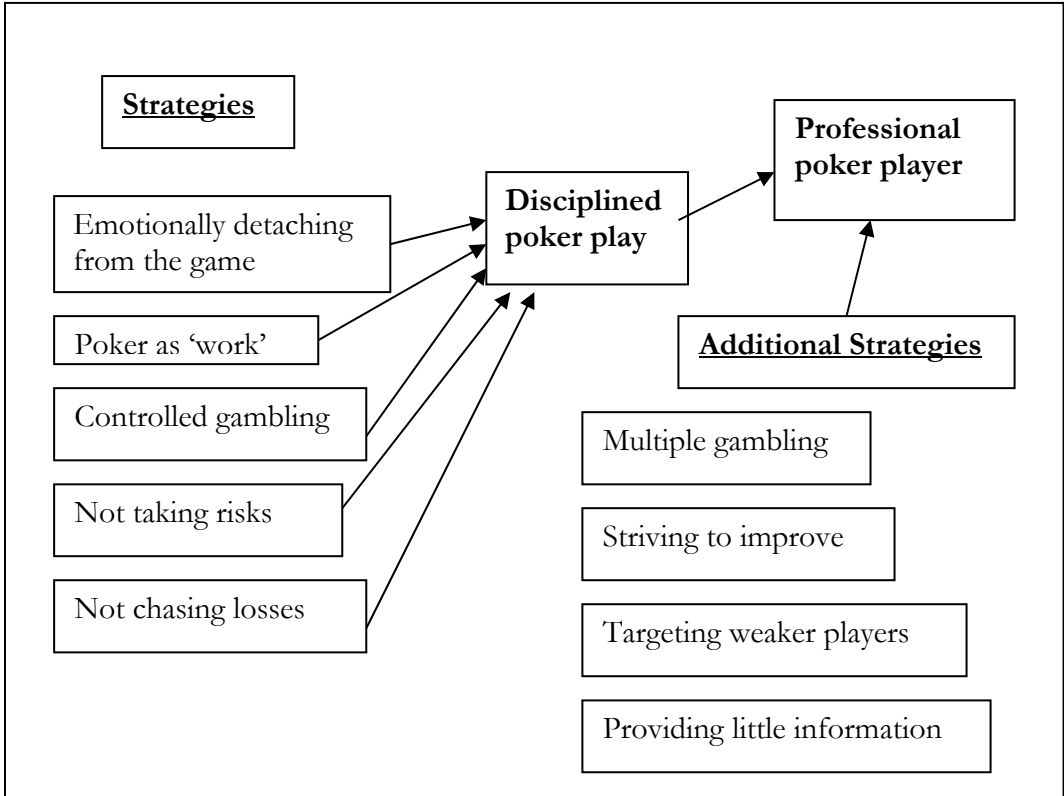 Strategies
Emotionally detaching
from the game
Poker as ‘work’
Controlled gambling
Not taking risks
Not chasing losses
Disciplined
poker play
Professional
poker player
Additional Strategies
Multiple gambling
Striving to improve
Targeting weaker players
Providing little information